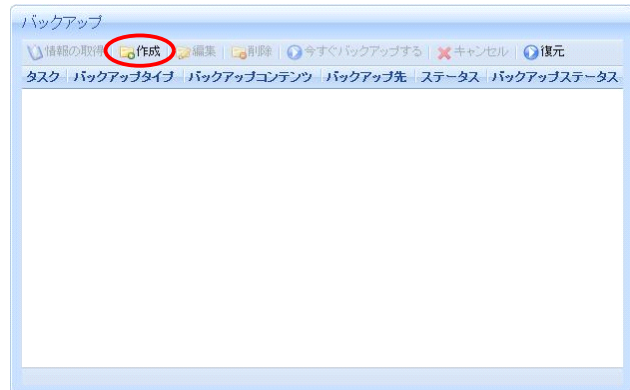 バックアップ
情報の取得 作成 編集 削除 今すぐバックアップする キャンセル 復元
タスク バックアップタイプ バックアップコンテンツ バックアップ先 ステータス バックアップステータス